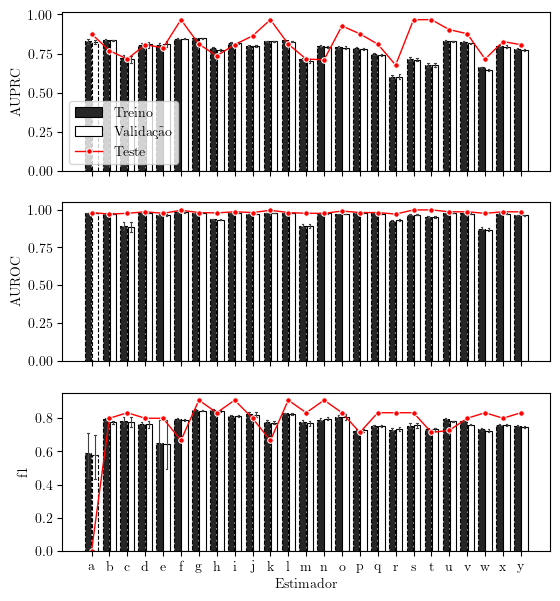 1.00
0.75
0.50
0.25
0.00
AUPRC
Treino
Validação
Teste
1.00
0.75
0.50
0.25
0.00
AUROC
0.8
0.6
0.4
0.2
0.0
f1
a b c d e f g h i j k l m n o p q r s t u v w x y
Estimador